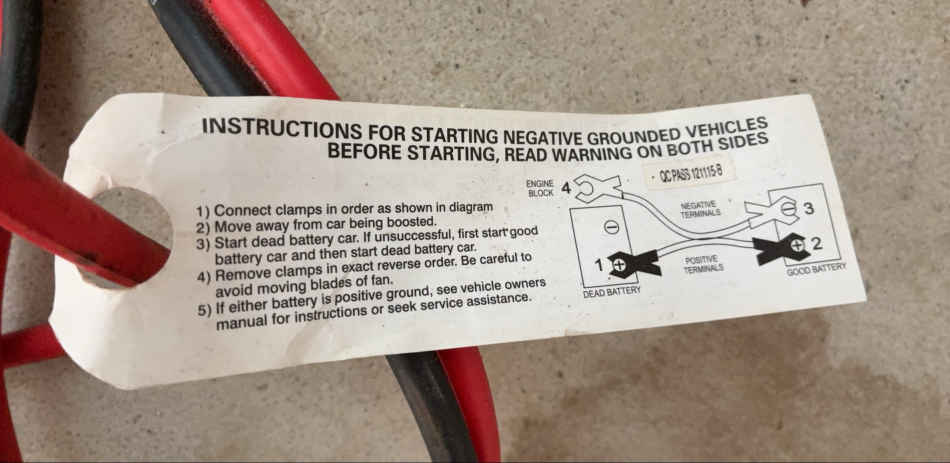 INSTRUCTIONS FOR STARTING NEGATIVE GROUNDED VEHICLES
BEFORE STARTING, READ WARNING ON BOTH SIDES
1) Connect clamps in order as shown in diagram
2) Move away from car being boosted.
3) Start dead battery car. If unsuccessful, first start good
battery car and then start dead battery car.
4) Remove clamps in exact reverse order. Be careful to
avoid moving blades of fan.
5) If either battery is positive ground, see vehicle owners
manual for instructions or seek service assistance.
QC PASS 121115-B
ENGINE
BLOCK
4
NEGATIVE
TERMINALS
3
1
2
POSITIVE
TERMINALS
DEAD BATTERY
GOOD BATTERY